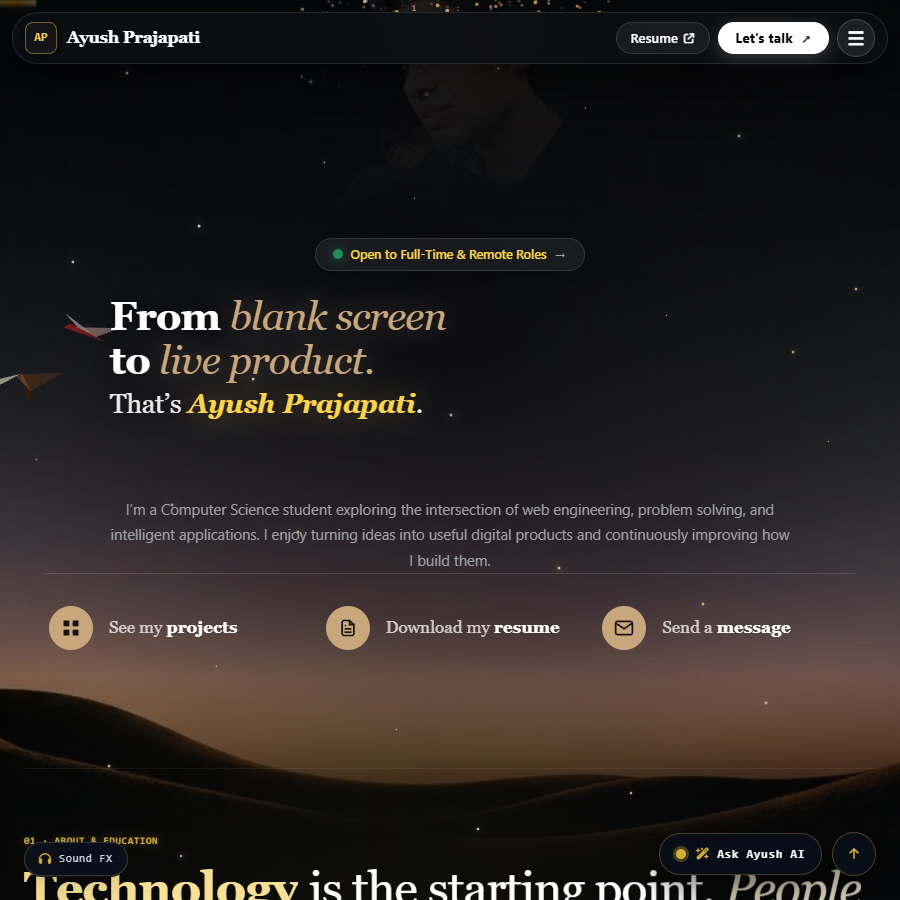 AP
Ayush Prajapati
Resume
Let's talk ↗
Open to Full-Time & Remote Roles →
From blank screen
to live product.
That's Ayush Prajapati.
I'm a Computer Science student exploring the intersection of web engineering, problem solving, and
intelligent applications. I enjoy turning ideas into useful digital products and continuously improving how
I build them.
See my projects
Download my resume
Send a message
01 · ABOUT & EDUCATION
Sound FX
Ask Ayush AI
Technology is the starting point. People